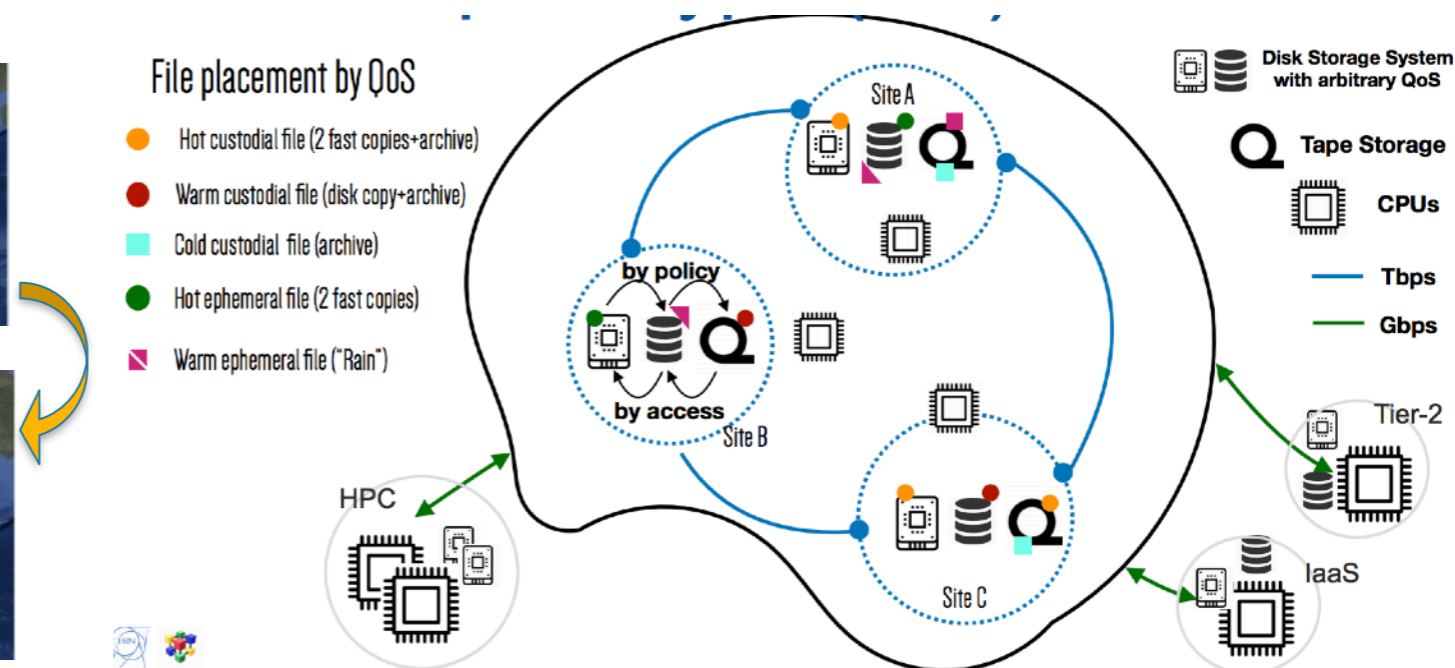 File placement by QoS
Hot custodial file (2 fast copies+archive)
Warm custodial file (disk copy+archive)
Cold custodial file (archive)
Hot ephemeral file (2 fast copies)
Warm ephemeral file ("Rain")
Site A
by policy
by access
Site B
Site C
HPC
Disk Storage System
with arbitrary QoS
Tape Storage
CPUs
Tbps
Gbps
Tier-2
IaaS